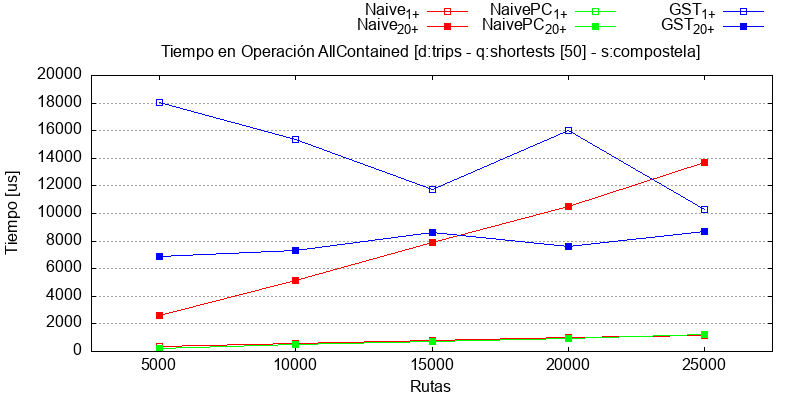 Naive1+ NaivePC1+ GST1+
Naive20+ NaivePC20+ GST20+
Tiempo en Operación AllContained [d:trips - q:shortests [50] - s:compostela]
20000
18000
16000
14000
12000
10000
8000
6000
4000
2000
0
Tiempo [us]
5000 10000 15000 20000 25000
Rutas